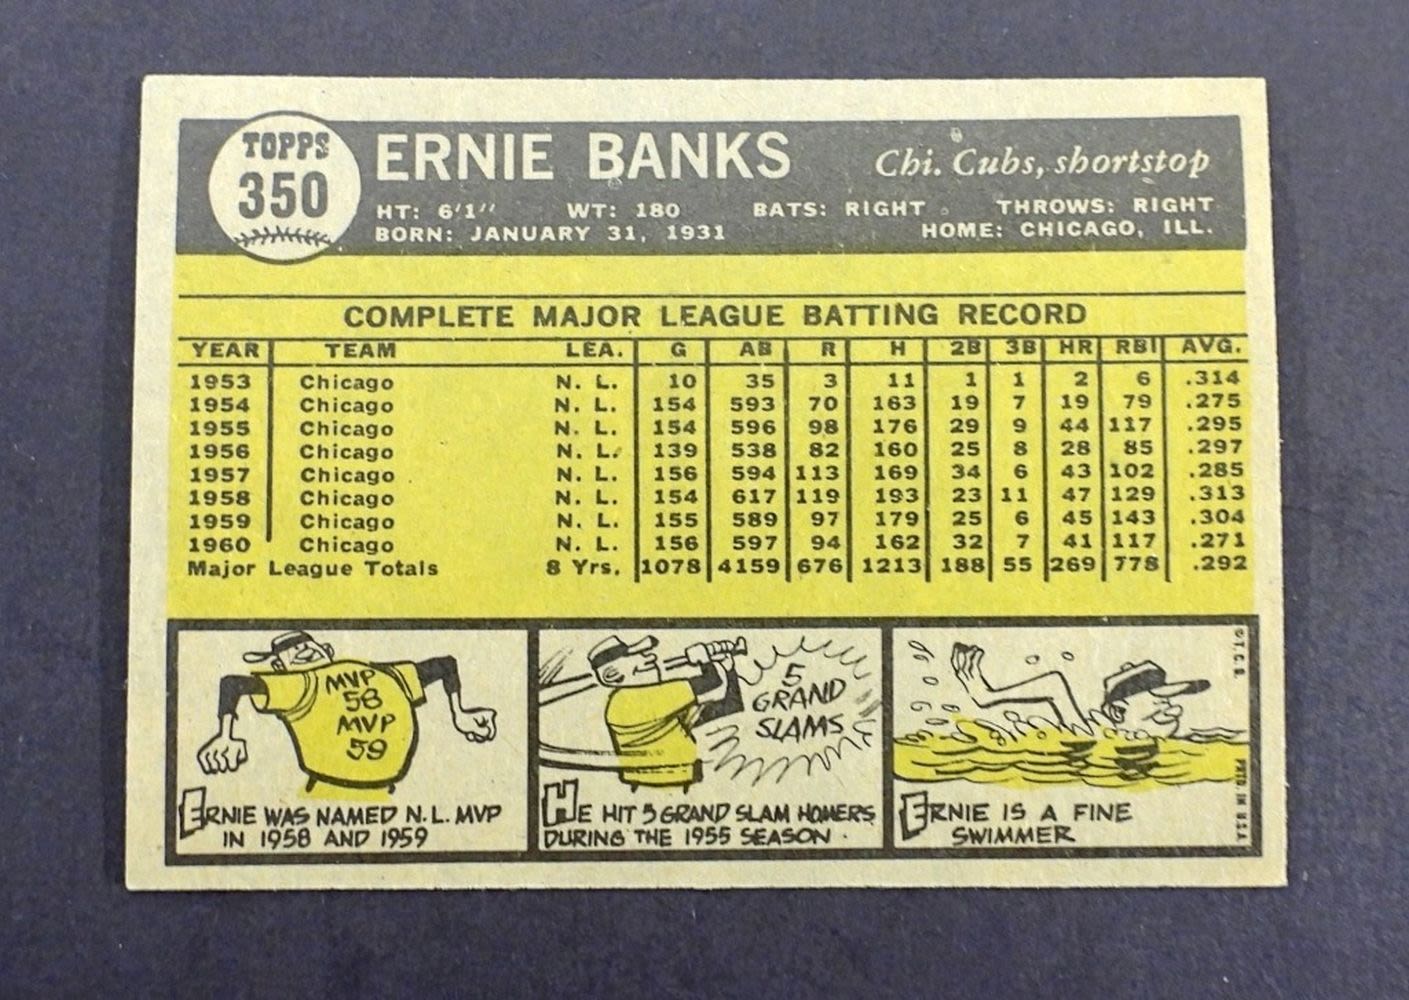 TOPPS
350
ERNIE BANKS
Chi. Cubs, shortstop
HT: 6'1" WT: 180 BATS: RIGHT THROWS: RIGHT
BORN: JANUARY 31, 1931 HOME: CHICAGO, ILL.
COMPLETE MAJOR LEAGUE BATTING RECORD
YEAR TEAM LEA. G AB R H 2B 3B HR RBI AVG.
1953 Chicago N. L. 10 35 3 11 1 1 2 6 .314
1954 Chicago N. L. 154 593 70 163 19 7 19 79 .275
1955 Chicago N. L. 154 596 98 176 29 9 44 117 .295
1956 Chicago N. L. 139 538 82 160 25 8 28 85 .297
1957 Chicago N. L. 156 594 113 169 34 6 43 102 .285
1958 Chicago N. L. 154 617 119 193 23 11 47 129 .313
1959 Chicago N. L. 155 589 97 179 25 6 45 143 .304
1960 Chicago N. L. 156 597 94 162 32 7 41 117 .271
Major League Totals 8 Yrs. 1078 4159 676 1213 188 55 269 778 .292
MVP
58
MVP
59
ERNIE WAS NAMED N.L. MVP
IN 1958 AND 1959
5
GRAND
SLAMS
HE HIT 5 GRAND SLAM HOMERS
DURING THE 1955 SEASON.
ERNIE IS A FINE
SWIMMER
©T.C.G.
PRTD. IN U.S.A.